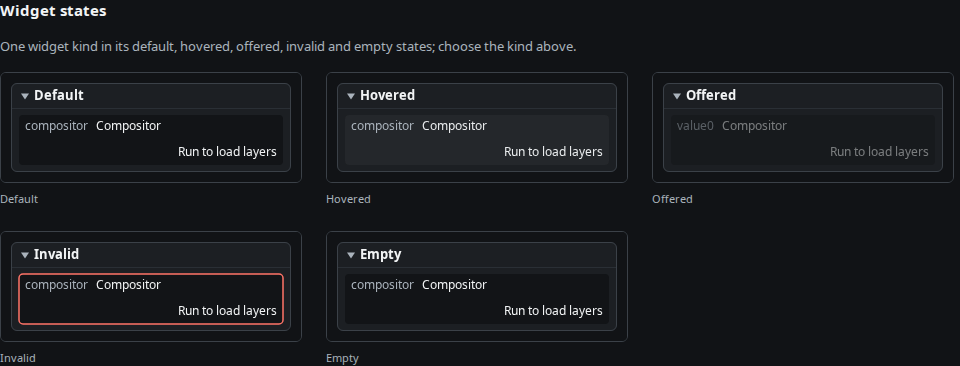 Widget states
One widget kind in its default, hovered, offered, invalid and empty states; choose the kind above.
Default
compositor Compositor
Run to load layers
Default
Hovered
compositor Compositor
Run to load layers
Hovered
Offered
value0 Compositor
Run to load layers
Offered
Invalid
compositor Compositor
Run to load layers
Invalid
Empty
compositor Compositor
Run to load layers
Empty